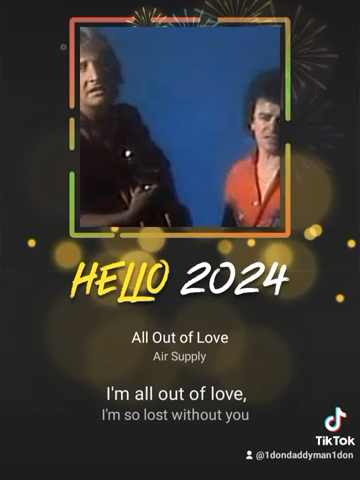 HELLO 2024
All Out of Love
Air Supply
I'm all out of love,
I'm so lost without you
TikTok
@1dondaddyman1don